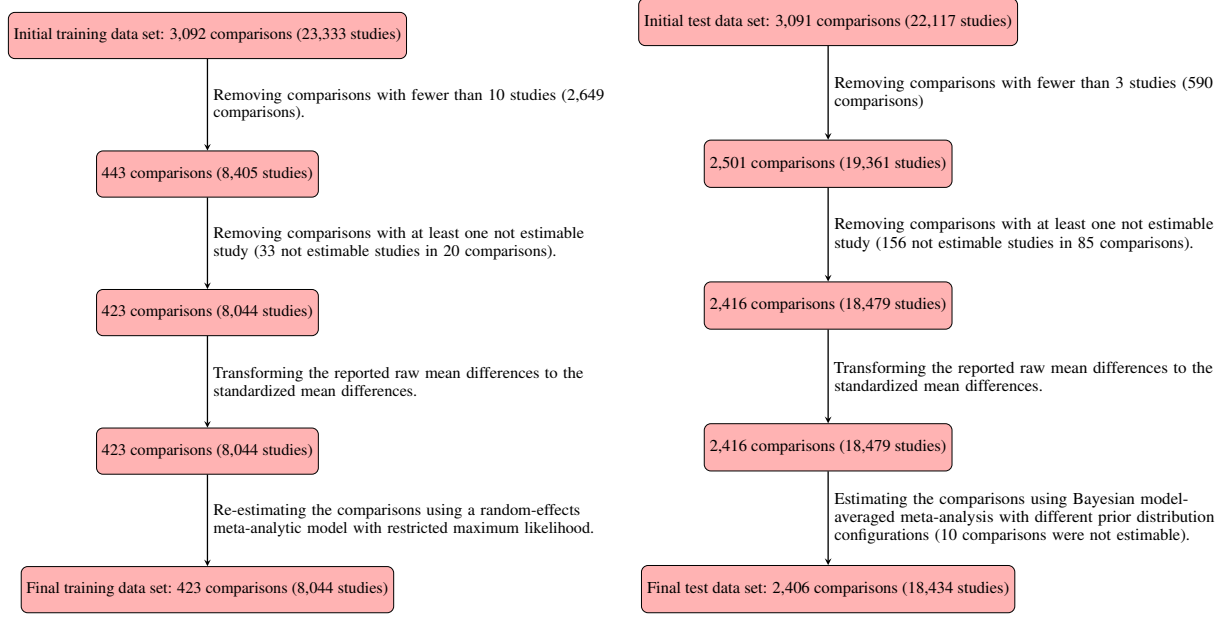 Initial training data set: 3,092 comparisons (23,333 studies)
Removing comparisons with fewer than 10 studies (2,649
comparisons).
443 comparisons (8,405 studies)
Removing comparisons with at least one not estimable
study (33 not estimable studies in 20 comparisons).
423 comparisons (8,044 studies)
Transforming the reported raw mean differences to the
standardized mean differences.
423 comparisons (8,044 studies)
Re-estimating the comparisons using a random-effects
meta-analytic model with restricted maximum likelihood.
Final training data set: 423 comparisons (8,044 studies)
Initial test data set: 3,091 comparisons (22,117 studies)
Removing comparisons with fewer than 3 studies (590
comparisons)
2,501 comparisons (19,361 studies)
Removing comparisons with at least one not estimable
study (156 not estimable studies in 85 comparisons).
2,416 comparisons (18,479 studies)
Transforming the reported raw mean differences to the
standardized mean differences.
2,416 comparisons (18,479 studies)
Estimating the comparisons using Bayesian model-
averaged meta-analysis with different prior distribution
configurations (10 comparisons were not estimable).
Final test data set: 2,406 comparisons (18,434 studies)